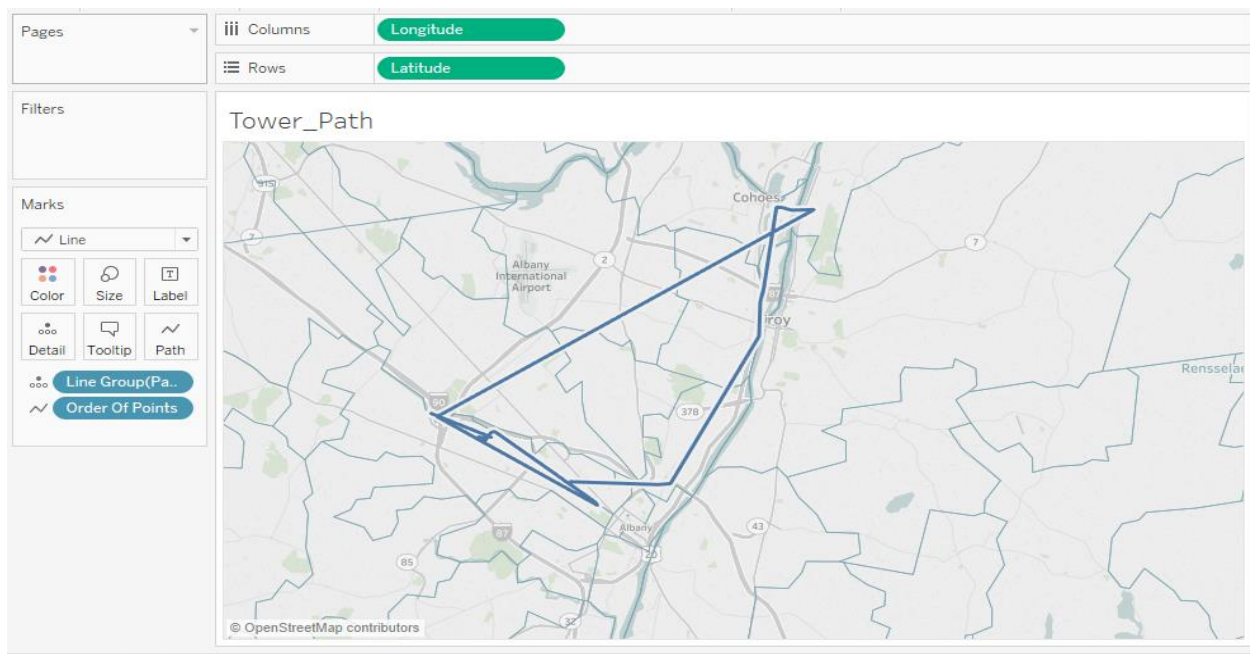 Pages
Columns
Longitude
Rows
Latitude
Filters
Marks
Line
Color
Size
Label
Detail
Tooltip
Path
Line Group(Pa..
Order Of Points
Tower_Path
Cohoes
7
7
2
Albany
International
Airport
Troy
Rensselae
90
378
Albany
43
20
87
85
32
© OpenStreetMap contributors